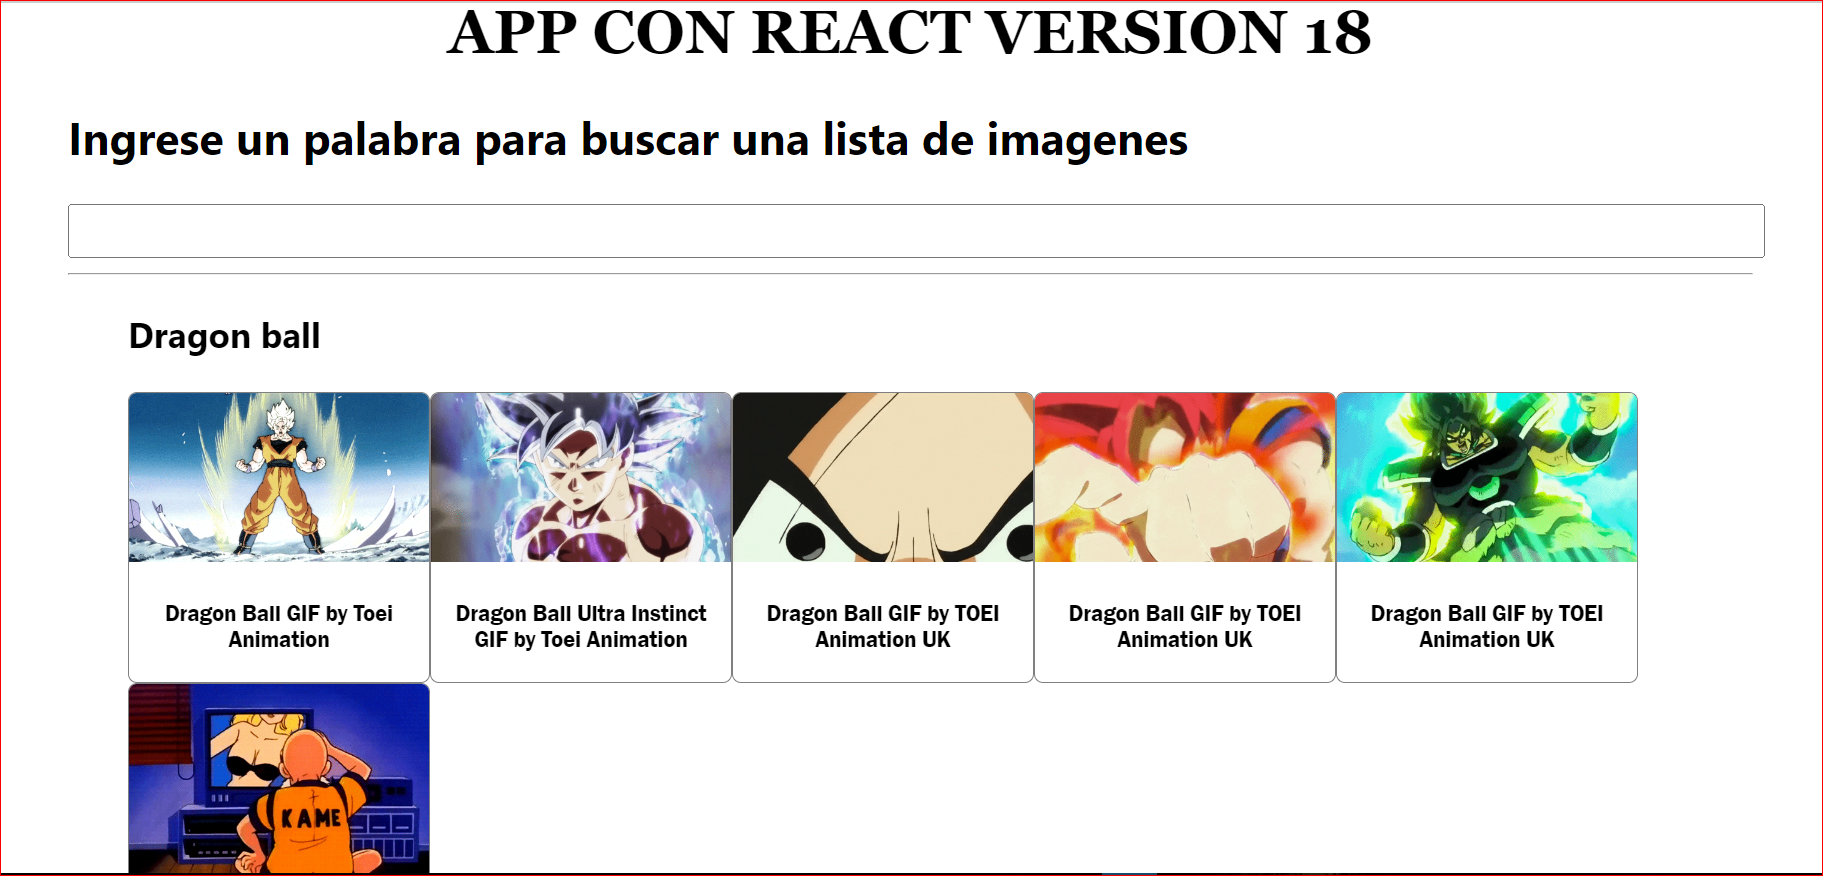 APP CON REACT VERSION 18
Ingrese un palabra para buscar una lista de imagenes
Dragon ball
Dragon Ball GIF by Toei
Animation
Dragon Ball Ultra Instinct
GIF by Toei Animation
Dragon Ball GIF by TOEI
Animation UK
Dragon Ball GIF by TOEI
Animation UK
Dragon Ball GIF by TOEI
Animation UK
KAME